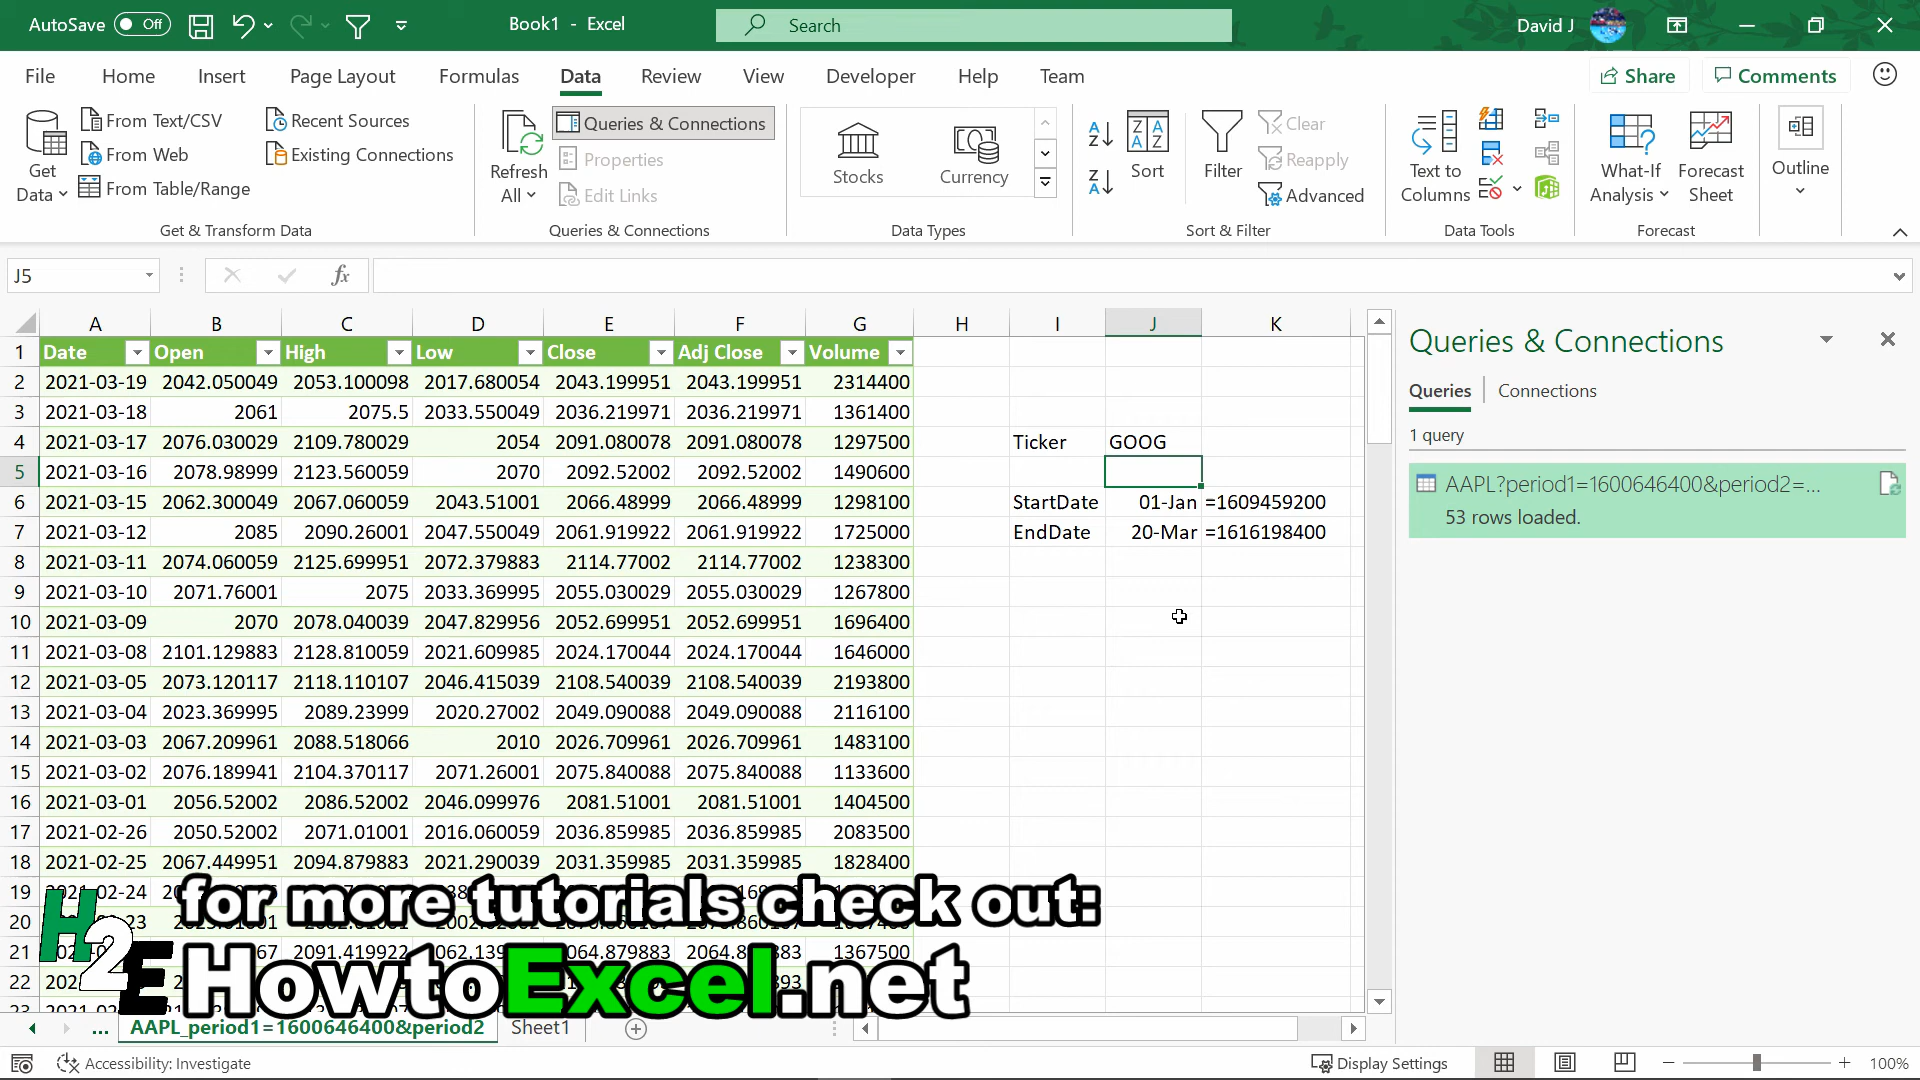 AutoSave Off Book1 - Excel Search David J
File Home Insert Page Layout Formulas Data Review View Developer Help Team Share Comments
Get Data
From Text/CSV
From Web
From Table/Range
Recent Sources
Existing Connections
Get & Transform Data
Refresh All
Queries & Connections
Properties
Edit Links
Queries & Connections
Stocks Currency
Data Types
Sort
Filter
Clear
Reapply
Advanced
Sort & Filter
Text to Columns
Data Tools
What-If Analysis
Forecast Sheet
Forecast
Outline
J5 fx
A B C D E F G H I J K
1 Date Open High Low Close Adj Close Volume
2 2021-03-19 2042.050049 2053.100098 2017.680054 2043.199951 2043.199951 2314400
3 2021-03-18 2061 2075.5 2033.550049 2036.219971 2036.219971 1361400
4 2021-03-17 2076.030029 2109.780029 2054 2091.080078 2091.080078 1297500 Ticker GOOG
5 2021-03-16 2078.98999 2123.560059 2070 2092.52002 2092.52002 1490600
6 2021-03-15 2062.300049 2067.060059 2043.51001 2066.48999 2066.48999 1298100 StartDate 01-Jan =1609459200
7 2021-03-12 2085 2090.26001 2047.550049 2061.919922 2061.919922 1725000 EndDate 20-Mar =1616198400
8 2021-03-11 2074.060059 2125.699951 2072.379883 2114.77002 2114.77002 1238300
9 2021-03-10 2071.76001 2075 2033.369995 2055.030029 2055.030029 1267800
10 2021-03-09 2070 2078.040039 2047.829956 2052.699951 2052.699951 1696400
11 2021-03-08 2101.129883 2128.810059 2021.609985 2024.170044 2024.170044 1646000
12 2021-03-05 2073.120117 2118.110107 2046.415039 2108.540039 2108.540039 2193800
13 2021-03-04 2023.369995 2089.23999 2020.27002 2049.090088 2049.090088 2116100
14 2021-03-03 2067.209961 2088.518066 2010 2026.709961 2026.709961 1483100
15 2021-03-02 2076.189941 2104.370117 2071.26001 2075.840088 2075.840088 1133600
16 2021-03-01 2056.52002 2086.52002 2046.099976 2081.51001 2081.51001 1404500
17 2021-02-26 2050.52002 2071.01001 2016.060059 2036.859985 2036.859985 2083500
18 2021-02-25 2067.449951 2094.879883 2021.290039 2031.359985 2031.359985 1828400
19
20
21 2091.419922 1367500
22
Queries & Connections
Queries Connections
1 query
AAPL?period1=1600646400&period2=...
53 rows loaded.
H2E
for more tutorials check out:
HowtoExcel.net
... AAPL_period1=1600646400&period2 Sheet1
Accessibility: Investigate Display Settings 100%